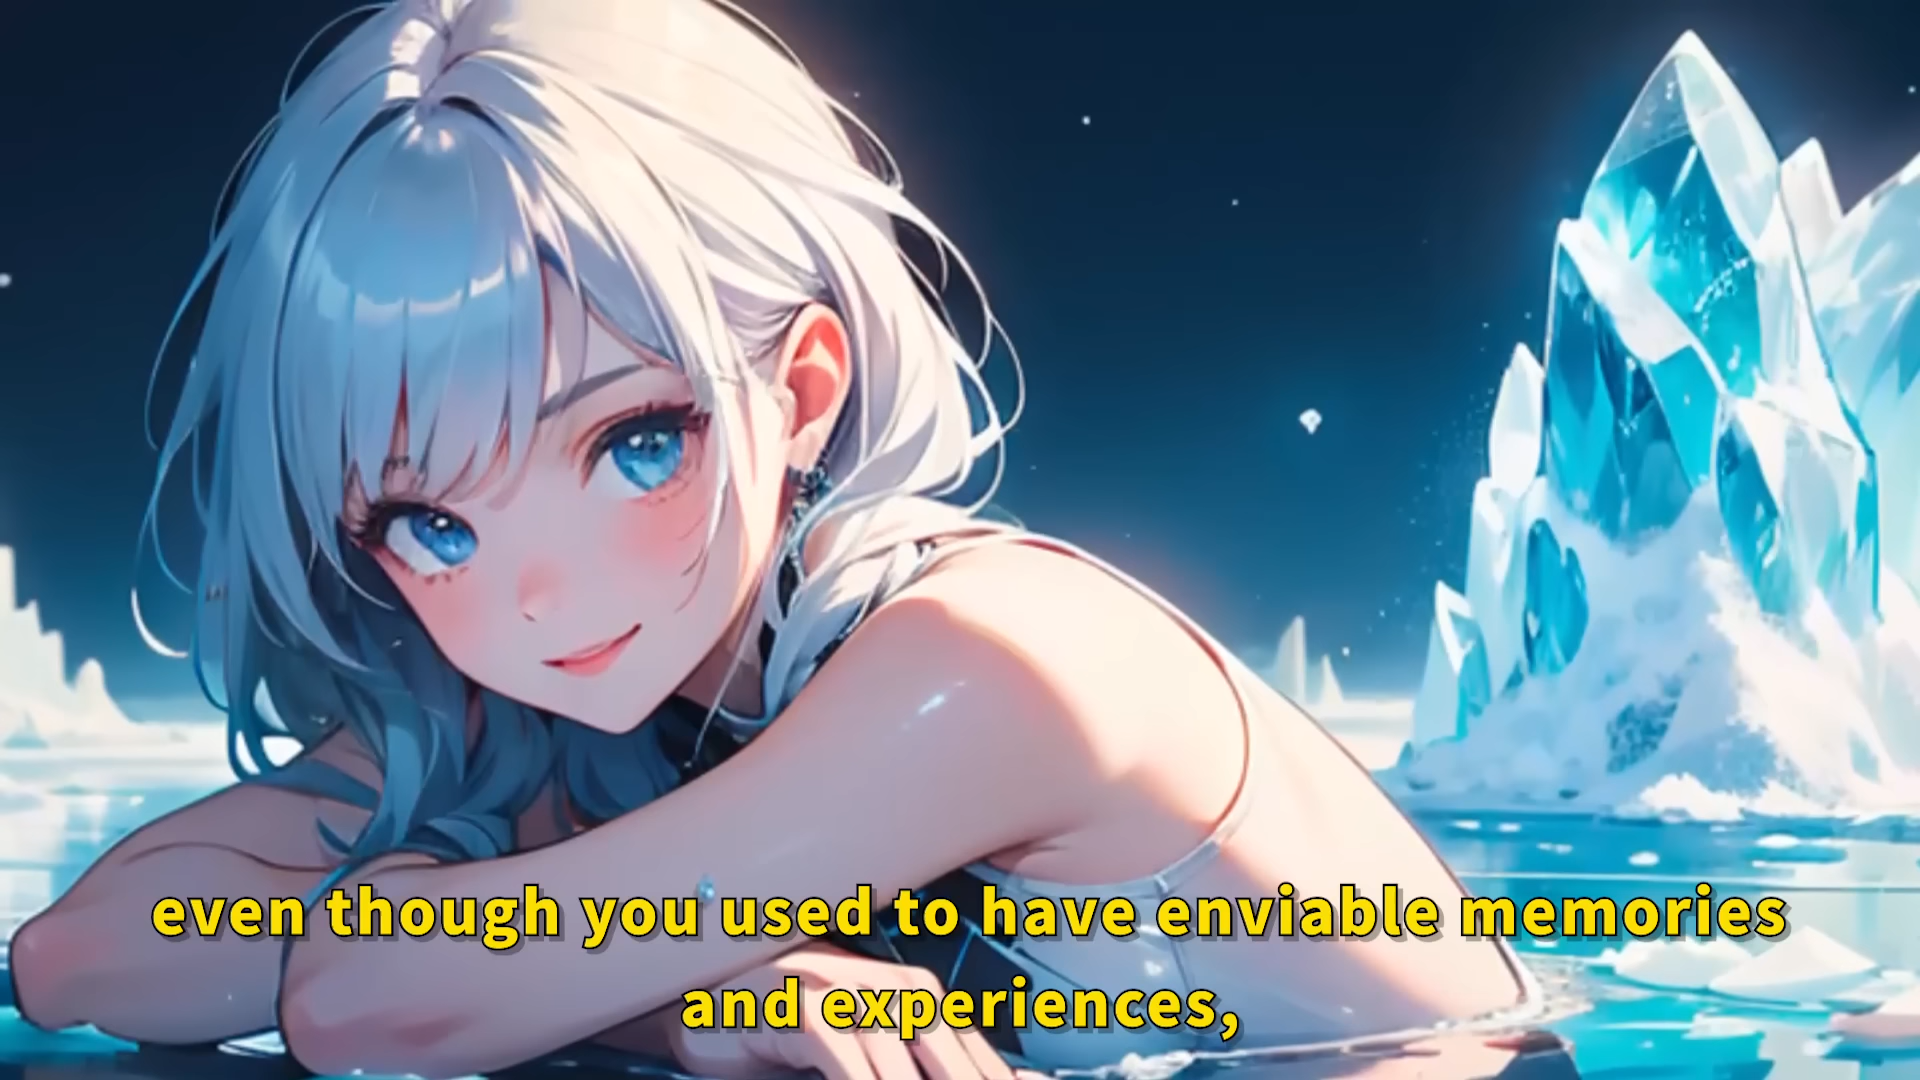 even though you used to have enviable memories
and experiences,